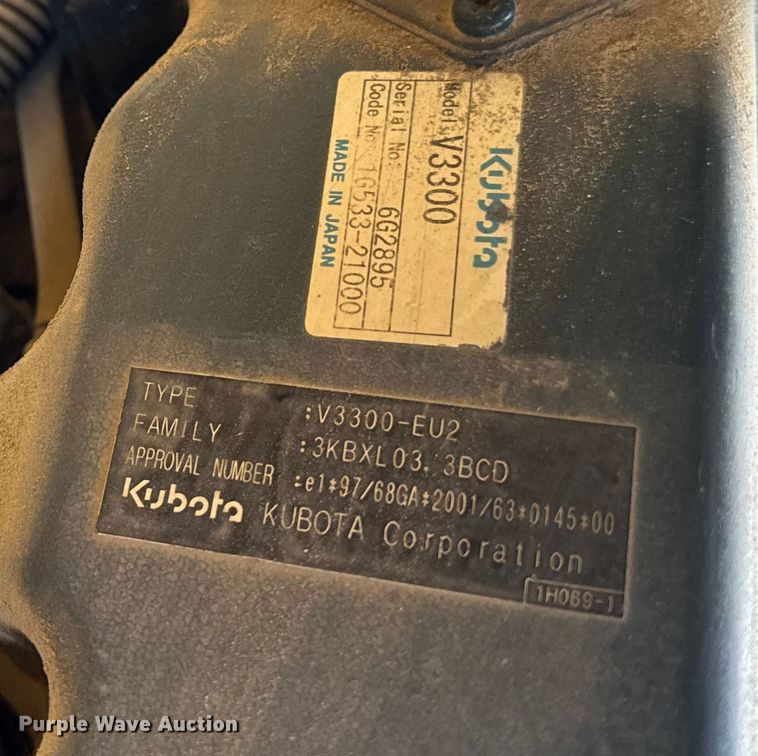 Kubota
Model: V3300
Serial No: 6G2895
Code No: 1G533-21000
MADE IN JAPAN
TYPE :V3300-EU2
FAMILY :3KBXL03.3BCD
APPROVAL NUMBER :e1*97/68GA*2001/63*0145*00
Kubota KUBOTA Corporation
1H069-1
Purple Wave Auction